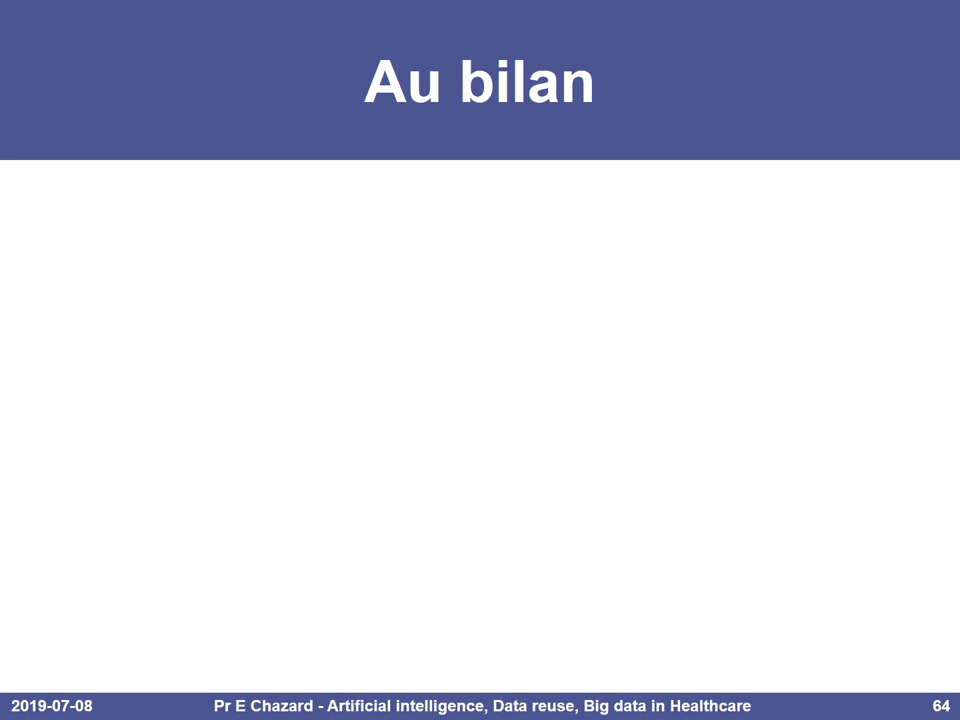 Au bilan
2019-07-08
Pr E Chazard - Artificial intelligence, Data reuse, Big data in Healthcare
64